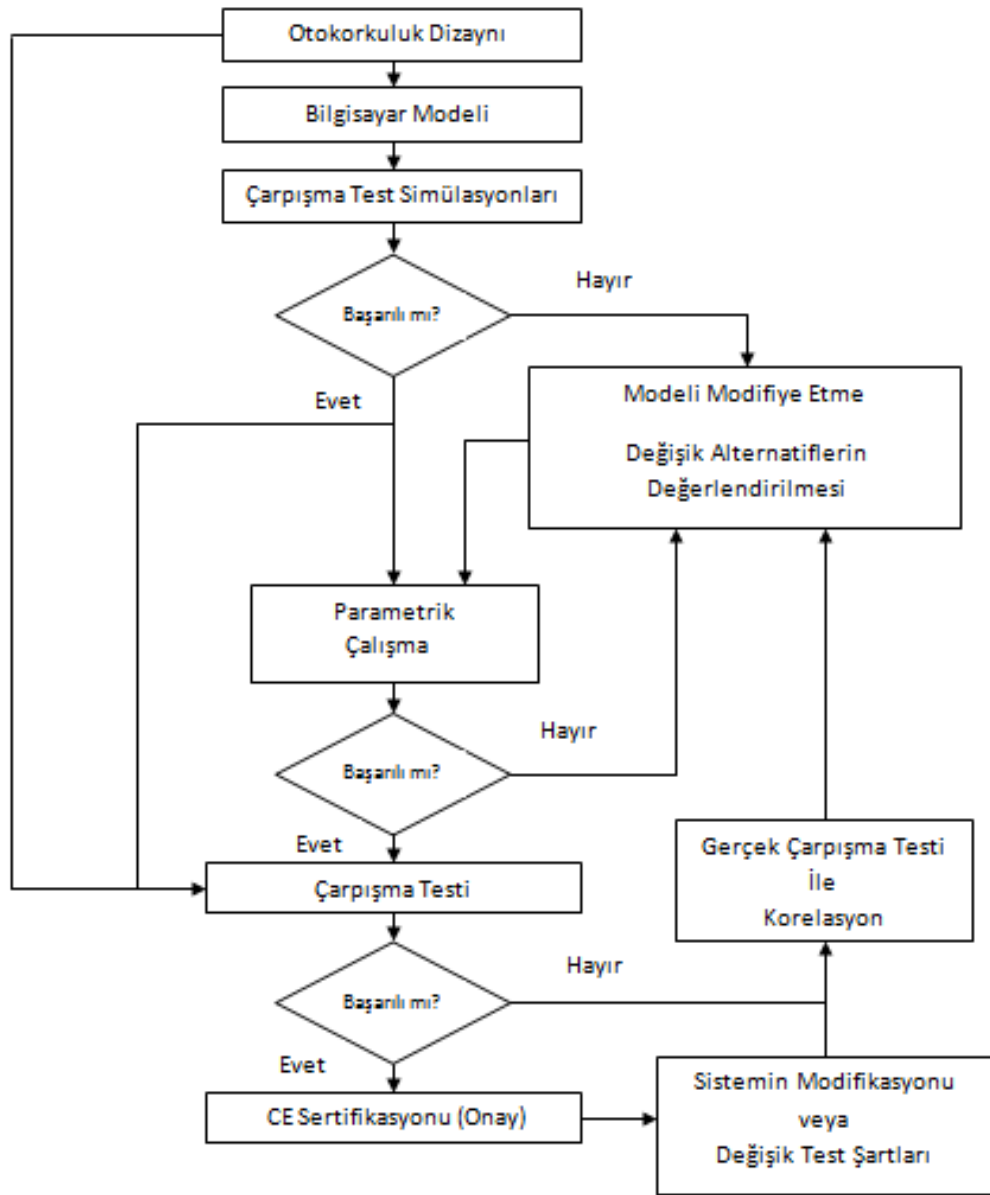 Otokorkuluk Dizaynı
Bilgisayar Modeli
Çarpışma Test Simülasyonları
Hayır
Başarılı mı?
Evet
Modeli Modifiye Etme
Değişik Alternatiflerin
Değerlendirilmesi
Parametrik
Çalışma
Hayır
Başarılı mı?
Evet
Çarpışma Testi
Gerçek Çarpışma Testi
İle
Korelasyon
Hayır
Başarılı mı?
Evet
CE Sertifikasyonu (Onay)
Sistemin Modifikasyonu
veya
Değişik Test Şartları